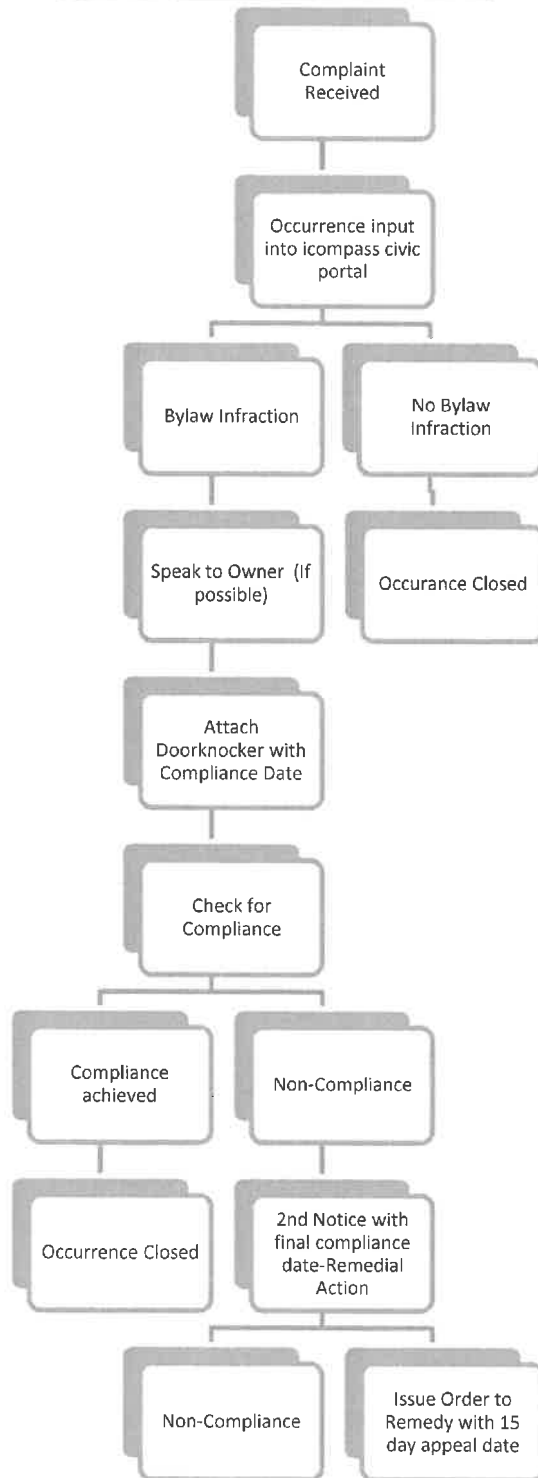 Complaint
Received
Occurrence input
into icompass civic
portal
Bylaw Infraction
No Bylaw
Infraction
Speak to Owner (If
possible)
Occurance Closed
Attach
Doorknocker with
Compliance Date
Check for
Compliance
Compliance
achieved
Non-Compliance
Occurrence Closed
2nd Notice with
final compliance
date-Remedial
Action
Non-Compliance
Issue Order to
Remedy with 15
day appeal date